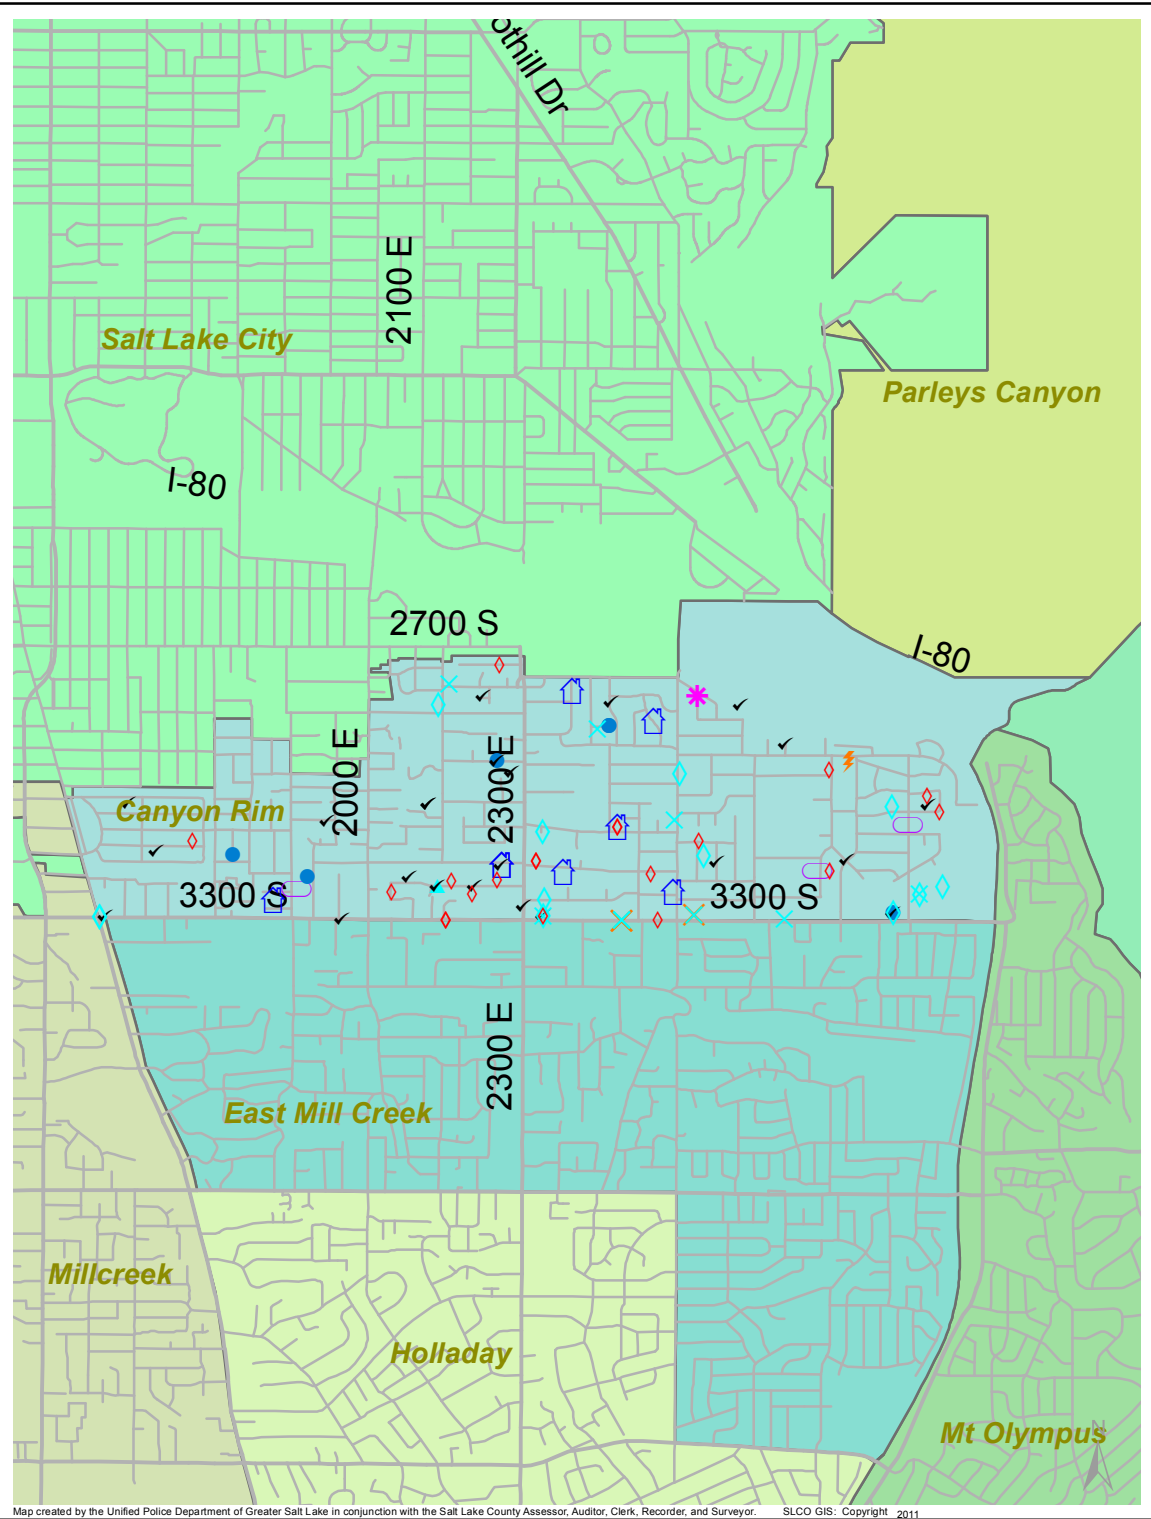 othill Dr
2100 E
Salt Lake City
Parleys Canyon
I-80
2700 S
I-80
2000 E
2300 E
Canyon Rim
3300 S
3300 S
2300 E
East Mill Creek
Millcreek
Holladay
Mt Olympus
N
Map created by the Unified Police Department of Greater Salt Lake in conjunction with the Salt Lake County Assessor, Auditor, Clerk, Recorder, and Surveyor. SLCO GIS: Copyright 2011